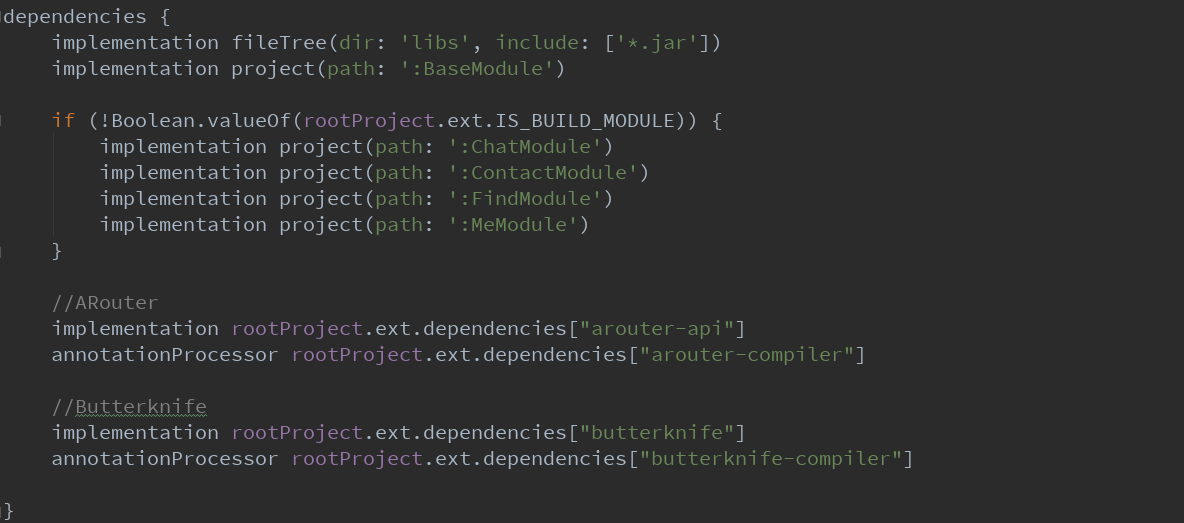 dependencies {
    implementation fileTree(dir: 'libs', include: ['*.jar'])
    implementation project(path: ':BaseModule')
    if (!Boolean.valueOf(rootProject.ext.IS_BUILD_MODULE)) {
        implementation project(path: ':ChatModule')
        implementation project(path: ':ContactModule')
        implementation project(path: ':FindModule')
        implementation project(path: ':MeModule')
    }
    //ARouter
    implementation rootProject.ext.dependencies["arouter-api"]
    annotationProcessor rootProject.ext.dependencies["arouter-compiler"]
    //Butterknife
    implementation rootProject.ext.dependencies["butterknife"]
    annotationProcessor rootProject.ext.dependencies["butterknife-compiler"]
}